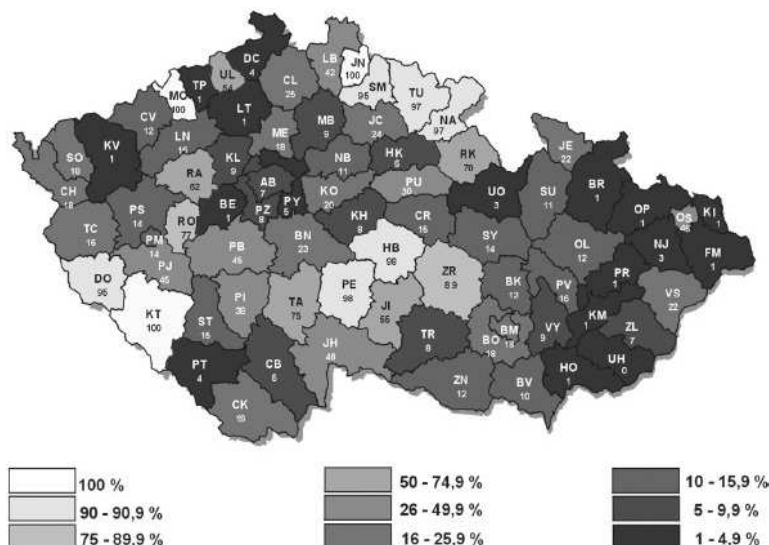 DC
4
LB
42
JN
100
UL
54
TP
1
MO
100
CL
25
SM
95
TU
97
LT
1
NA
97
CV
12
ME
18
MB
9
JC
24
LN
15
JE
22
SO
10
KV
1
KL
9
NB
11
HK
5
RK
70
RA
62
AB
7
BR
1
CH
18
PU
30
UO
3
SU
11
OP
1
KI
1
BE
1
PZ
8
PY
5
KO
20
OS
46
PS
14
RO
77
KH
8
CR
15
TC
16
PM
14
BN
23
SY
14
OL
12
NJ
3
FM
1
PB
45
HB
98
PJ
45
ZR
89
PR
1
DO
95
PE
98
BK
13
PV
16
VS
22
PI
36
TA
75
JI
55
KT
100
ST
15
BM
18
KM
1
VY
9
ZL
7
TR
8
BO
18
JH
46
PT
4
CB
5
HO
1
UH
0
ZN
12
BV
10
CK
100 %
90 - 90,9 %
75 - 89,9 %
50 - 74,9 %
26 - 49,9 %
16 - 25,9 %
10 - 15,9 %
5 - 9,9 %
1 - 4,9 %